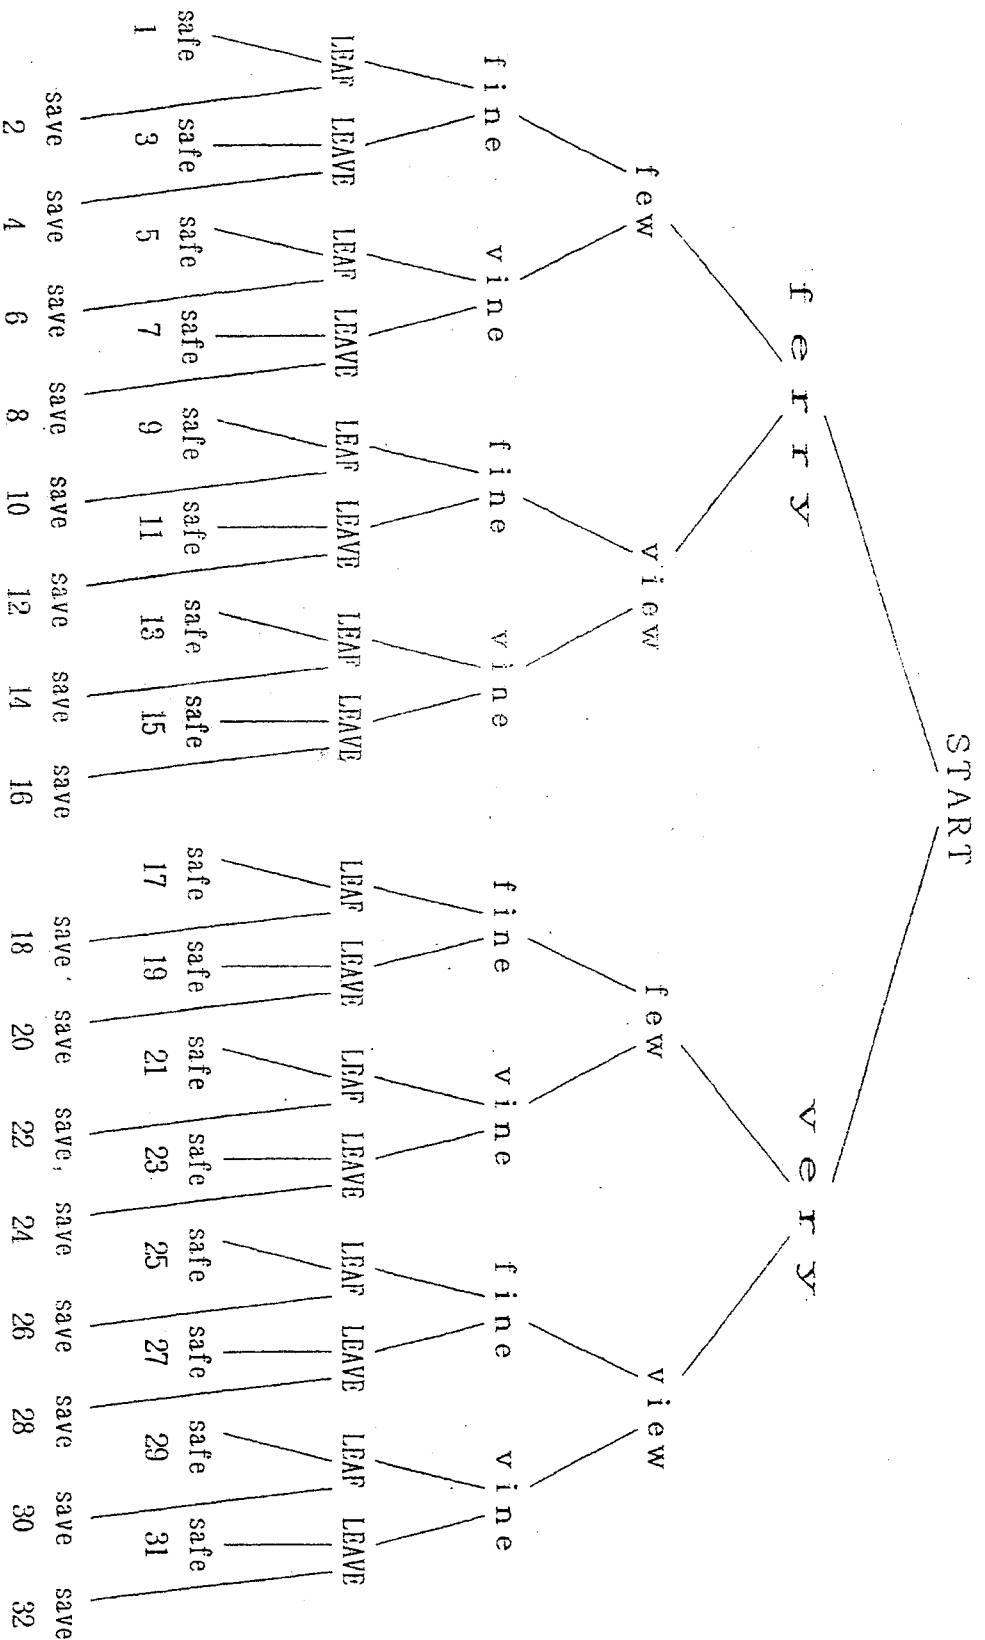 START
ferry very
few view few view
fine vine fine vine fine vine fine vine
LEAF LEAVE LEAF LEAVE LEAF LEAVE LEAF LEAVE LEAF LEAVE LEAF LEAVE LEAF LEAVE LEAF LEAVE
safe safe safe safe safe safe safe safe safe safe safe safe safe safe safe safe
1 3 5 7 9 11 13 15 17 19 21 23 25 27 29 31
save save save save save save save save save save save save save save save save
2 4 6 8 10 12 14 16 18 20 22 24 26 28 30 32